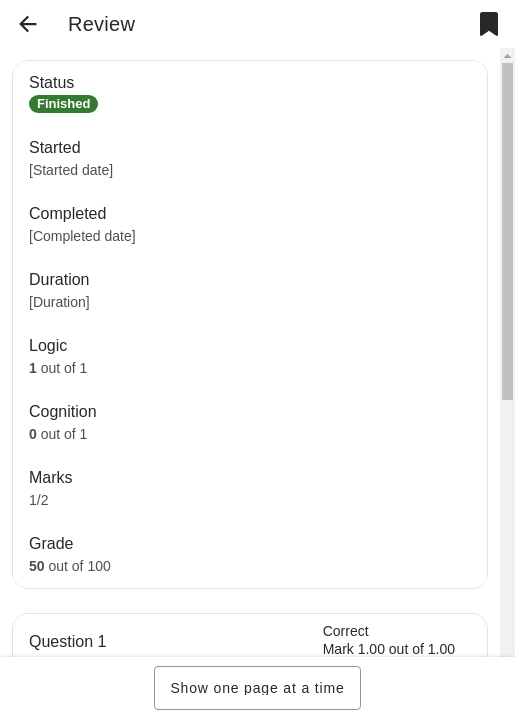 Review
Status
Finished
Started
[Started date]
Completed
[Completed date]
Duration
[Duration]
Logic
1 out of 1
Cognition
0 out of 1
Marks
1/2
Grade
50 out of 100
Question 1
Correct
Mark 1.00 out of 1.00
Show one page at a time